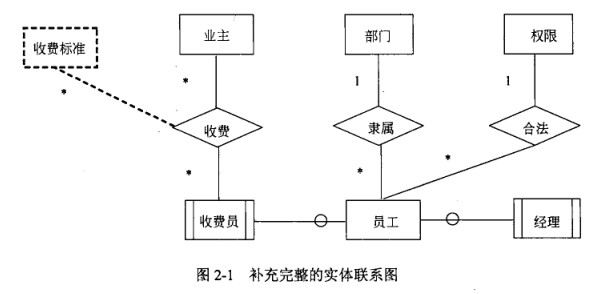 收费标准 业主 部门 权限
* * 1 1
收费 隶属 合法
* * *
收费员 员工 经理
图 2-1 补充完整的实体联系图